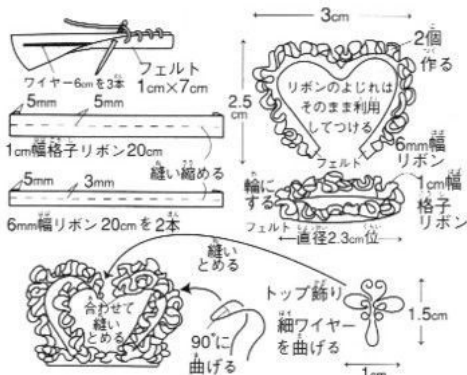 ワイヤー6cmを3本
フェルト
1cm×7cm
5mm
5mm
1cm幅格子リボン20cm
縫い縮める
5mm
3mm
6mm幅リボン20cmを2本
3cm
2個
作る
2.5
cm
リボンのよじれは
そのまま利用
してつける
フェルト
6mm幅
リボン
輪に
する
1cm幅
格子
リボン
フェルト
直径2.3cm位
縫い
とめる
合わせて
縫い
とめる
90°に
曲げる
トップ飾り
細ワイヤー
を曲げる
1.5cm
1cm